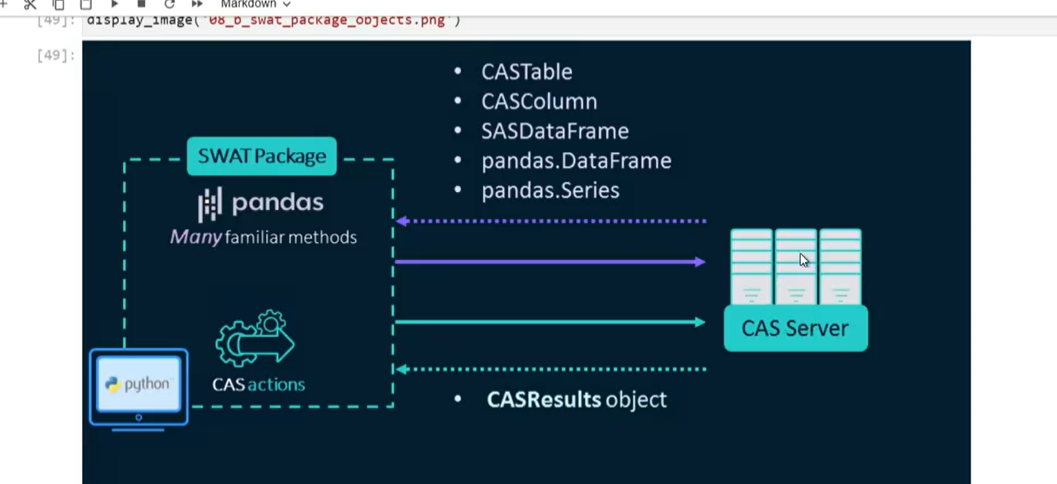 Markdown
[49]: display_image('08_b_swat_package_objects.png')
[49]:
• CASTable
• CASColumn
• SASDataFrame
• pandas.DataFrame
• pandas.Series
SWAT Package
pandas
Many familiar methods
CAS actions
python
CAS Server
• CASResults object